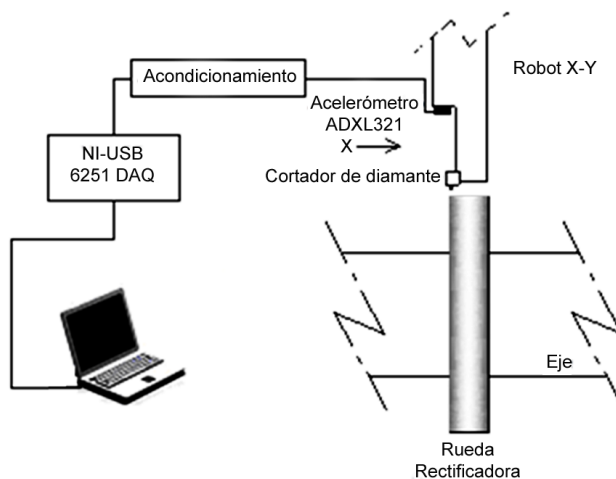 Robot X-Y
Acondicionamiento
Acelerómetro
ADXL321
X
NI-USB
6251 DAQ
Cortador de diamante
Eje
Rueda
Rectificadora